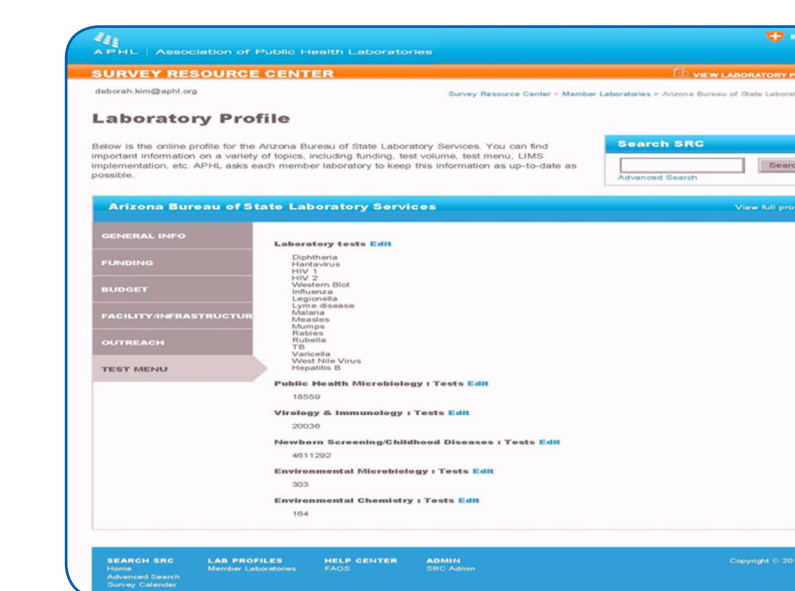 APHL | Association of Public Health Laboratories
SURVEY RESOURCE CENTER
VIEW LABORATORY
deborah.kim@aphl.org
Survey Resource Center > Member Laboratories > Arizona Bureau of State
Laboratory Profile
Below is the online profile for the Arizona Bureau of State Laboratory Services. You can find
important information on a variety of topics, including funding, test volume, test menu, LIMS
implementation, etc. APHL asks each member laboratory to keep this information as up-to-date as
possible.
Search SRC
Advanced Search
Arizona Bureau of State Laboratory Services
View full
GENERAL INFO
FUNDING
BUDGET
FACILITY/INFRASTRUCTUR
OUTREACH
TEST MENU
Laboratory tests Edit
Diphtheria
Hantavirus
HIV 1
HIV 2
Western Blot
Influenza
Legionella
Lyme disease
Malaria
Measles
Mumps
Rabies
Rubella
TB
Varicella
West Nile Virus
Hepatitis B
Public Health Microbiology : Tests Edit
18559
Virology & Immunology : Tests Edit
20036
Newborn Screening/Childhood Diseases : Tests Edit
4611292
Environmental Microbiology : Tests Edit
303
Environmental Chemistry : Tests Edit
164
SEARCH SRC
Home
Advanced Search
Survey Calender
LAB PROFILES
Member Laboratories
HELP CENTER
FAQS
ADMIN
SRC Admin
Copyright ©